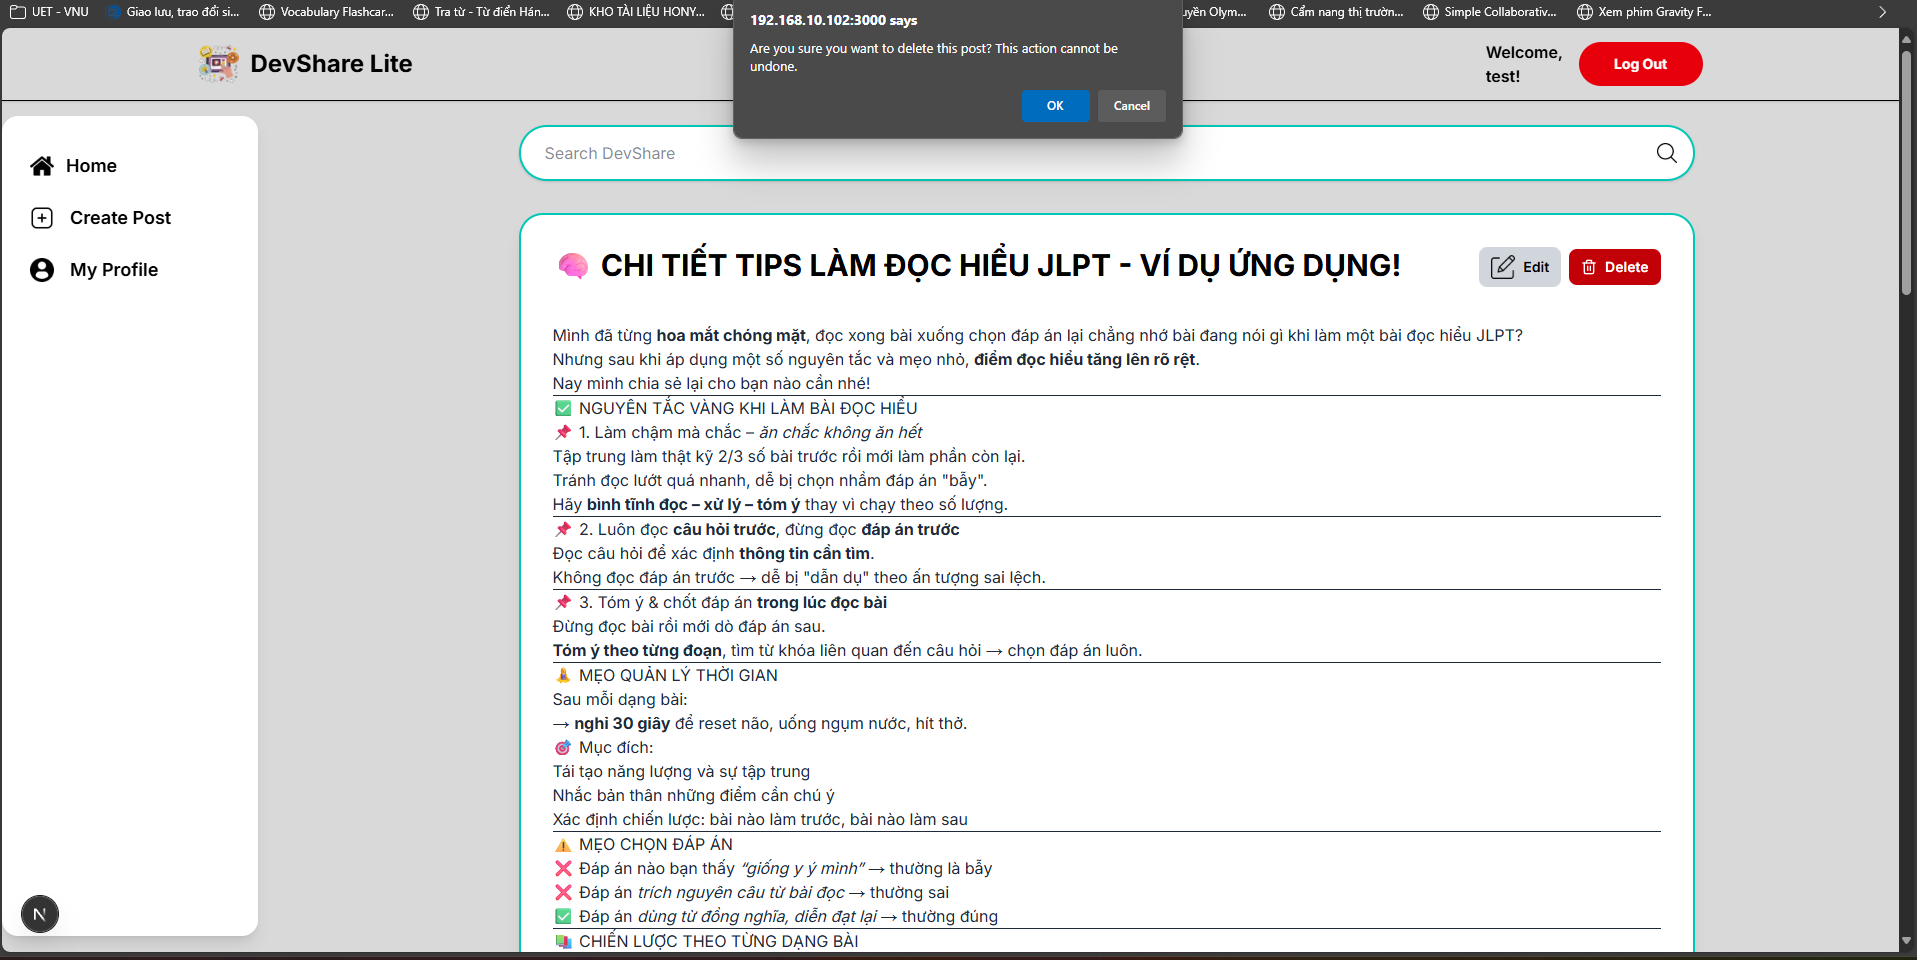 UET - VNU
Giao lưu, trao đổi si...
Vocabulary Flashcar...
Tra từ - Từ điển Hán...
KHO TÀI LIỆU HONY...
uyền Olym...
Cẩm nang thị trườn...
Simple Collaborativ...
Xem phim Gravity F...
192.168.10.102:3000 says
Are you sure you want to delete this post? This action cannot be
undone.
OK
Cancel
DevShare Lite
Welcome,
test!
Log Out
Home
Create Post
My Profile
Search DevShare
🧠 CHI TIẾT TIPS LÀM ĐỌC HIỂU JLPT - VÍ DỤ ỨNG DỤNG!
Edit
Delete
Mình đã từng hoa mắt chóng mặt, đọc xong bài xuống chọn đáp án lại chẳng nhớ bài đang nói gì khi làm một bài đọc hiểu JLPT?
Nhưng sau khi áp dụng một số nguyên tắc và mẹo nhỏ, điểm đọc hiểu tăng lên rõ rệt.
Nay mình chia sẻ lại cho bạn nào cần nhé!
✅ NGUYÊN TẮC VÀNG KHI LÀM BÀI ĐỌC HIỂU
📌 1. Làm chậm mà chắc – ăn chắc không ăn hết
Tập trung làm thật kỹ 2/3 số bài trước rồi mới làm phần còn lại.
Tránh đọc lướt quá nhanh, dễ bị chọn nhầm đáp án "bẫy".
Hãy bình tĩnh đọc – xử lý – tóm ý thay vì chạy theo số lượng.
📌 2. Luôn đọc câu hỏi trước, đừng đọc đáp án trước
Đọc câu hỏi để xác định thông tin cần tìm.
Không đọc đáp án trước → dễ bị "dẫn dụ" theo ấn tượng sai lệch.
📌 3. Tóm ý & chốt đáp án trong lúc đọc bài
Đừng đọc bài rồi mới dò đáp án sau.
Tóm ý theo từng đoạn, tìm từ khóa liên quan đến câu hỏi → chọn đáp án luôn.
🧘 MẸO QUẢN LÝ THỜI GIAN
Sau mỗi dạng bài:
→ nghỉ 30 giây để reset não, uống ngụm nước, hít thở.
🎯 Mục đích:
Tái tạo năng lượng và sự tập trung
Nhắc bản thân những điểm cần chú ý
Xác định chiến lược: bài nào làm trước, bài nào làm sau
⚠️ MẸO CHỌN ĐÁP ÁN
❌ Đáp án nào bạn thấy “giống y ý mình” → thường là bẫy
❌ Đáp án trích nguyên câu từ bài đọc → thường sai
✅ Đáp án dùng từ đồng nghĩa, diễn đạt lại → thường đúng
📚 CHIẾN LƯỢC THEO TỪNG DẠNG BÀI
N